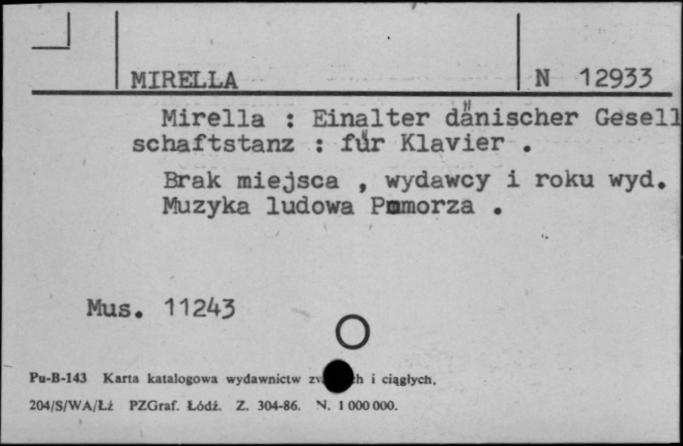 MIRELLA N 12933
Mirella : Einalter dänischer Gesell
schaftstanz : für Klavier .
Brak miejsca , wydawcy i roku wyd.
Muzyka ludowa Pomorza .
Mus. 11243
Pu-B-143 Karta katalogowa wydawnictw i ciągłych,
204/S/WA/Łż PZGraf. Łódź. Z. 304-86. N. 1 000 000.